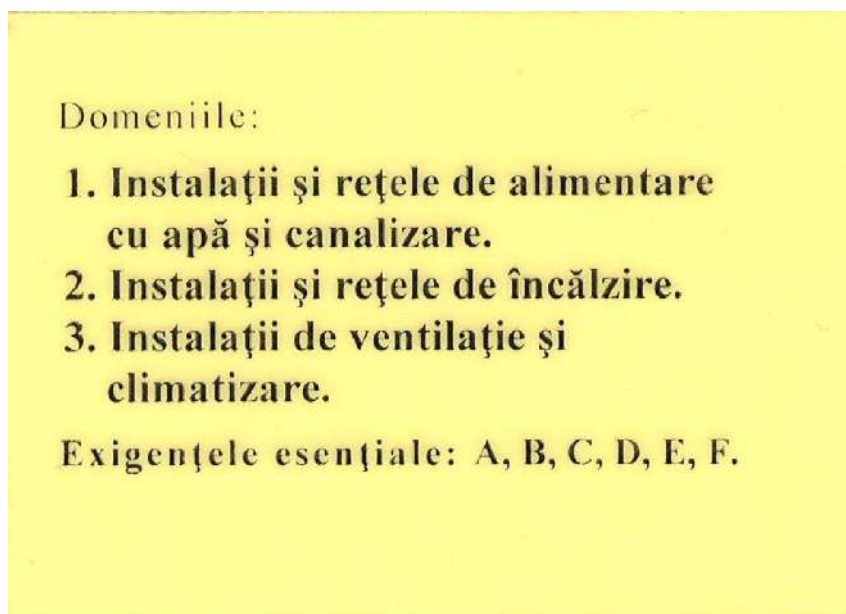 Domeniile:
1. Instalaţii şi reţele de alimentare
cu apă şi canalizare.
2. Instalaţii şi reţele de încălzire.
3. Instalaţii de ventilaţie şi
climatizare.
Exigenţele esenţiale: A, B, C, D, E, F.